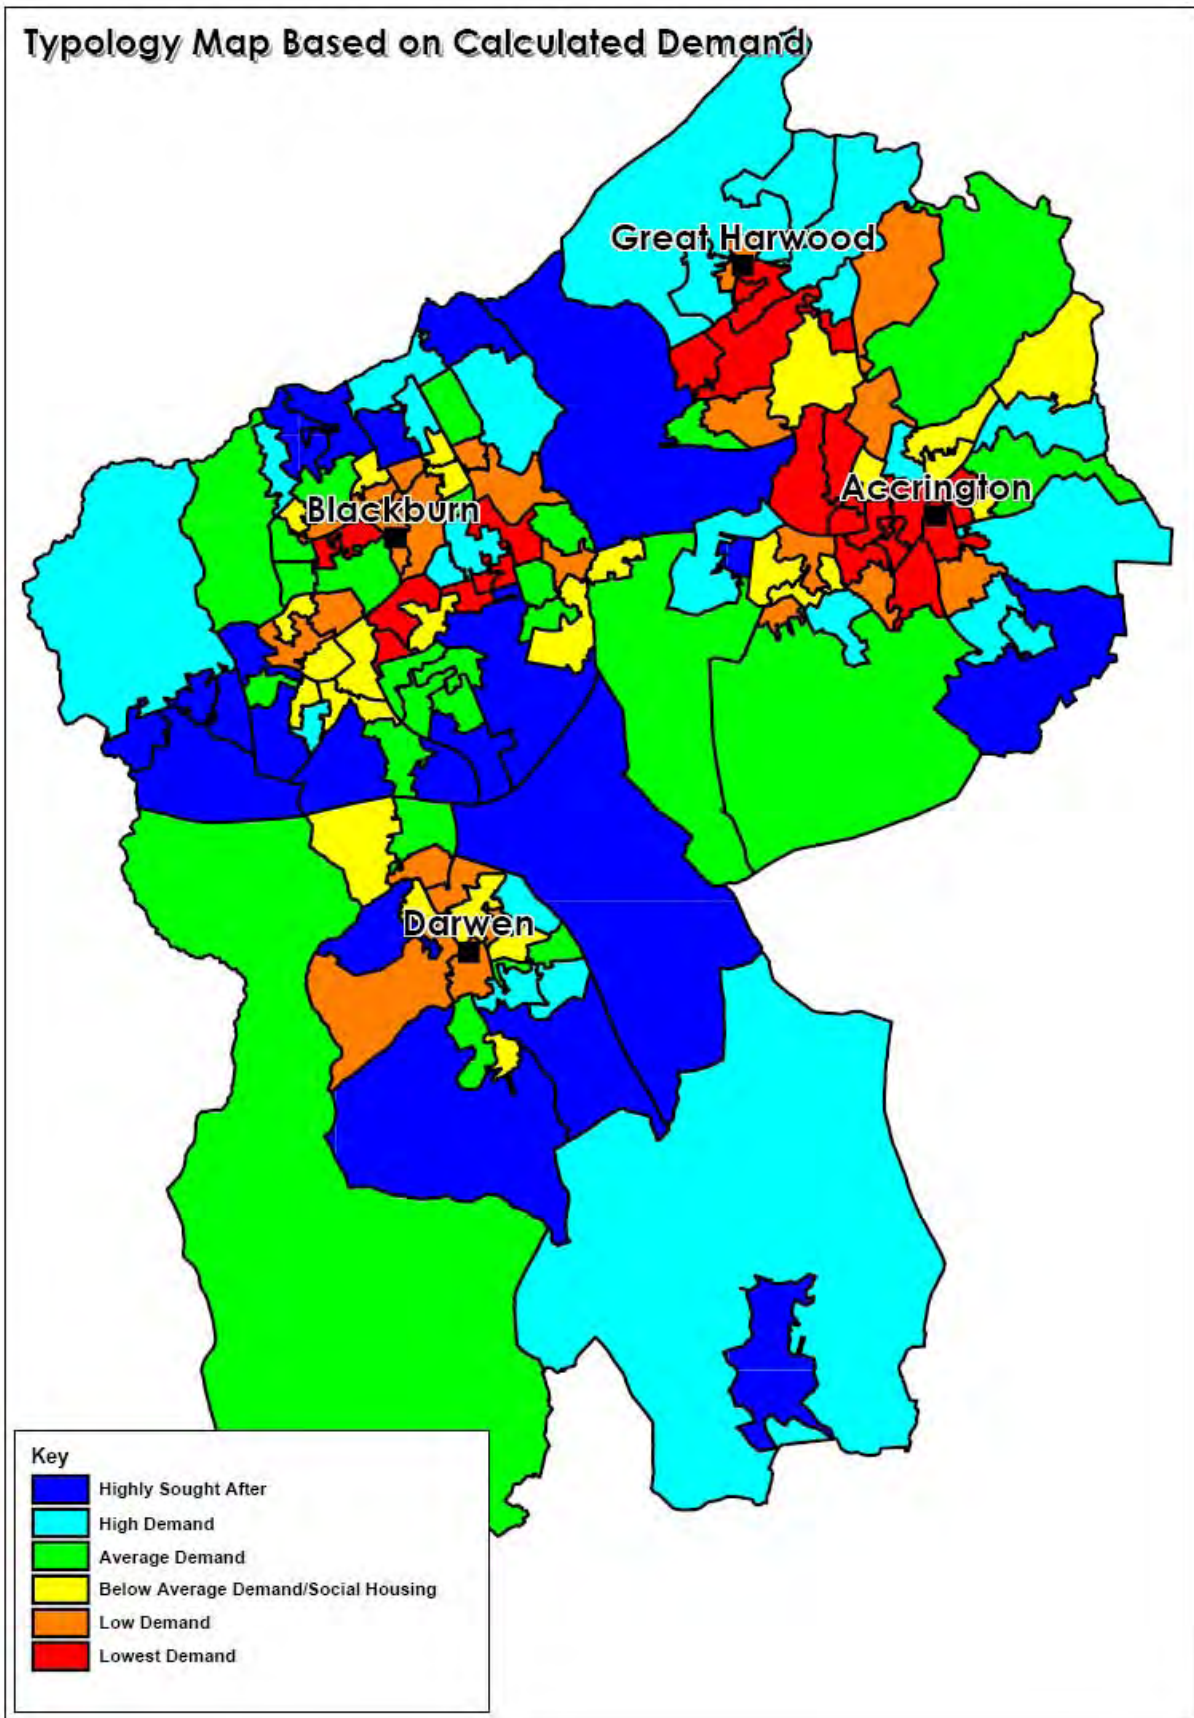 Typology Map Based on Calculated Demand
Great Harwood
Accrington
Blackburn
Darwen
Key
Highly Sought After
High Demand
Average Demand
Below Average Demand/Social Housing
Low Demand
Lowest Demand